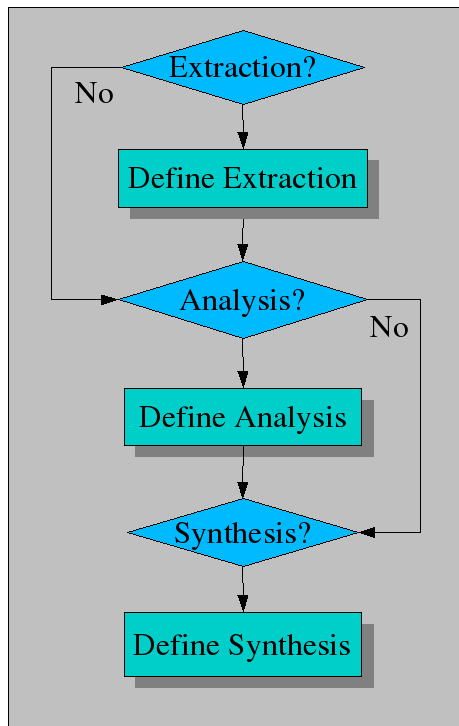 Extraction?
No
Define Extraction
Analysis?
No
Define Analysis
Synthesis?
Define Synthesis